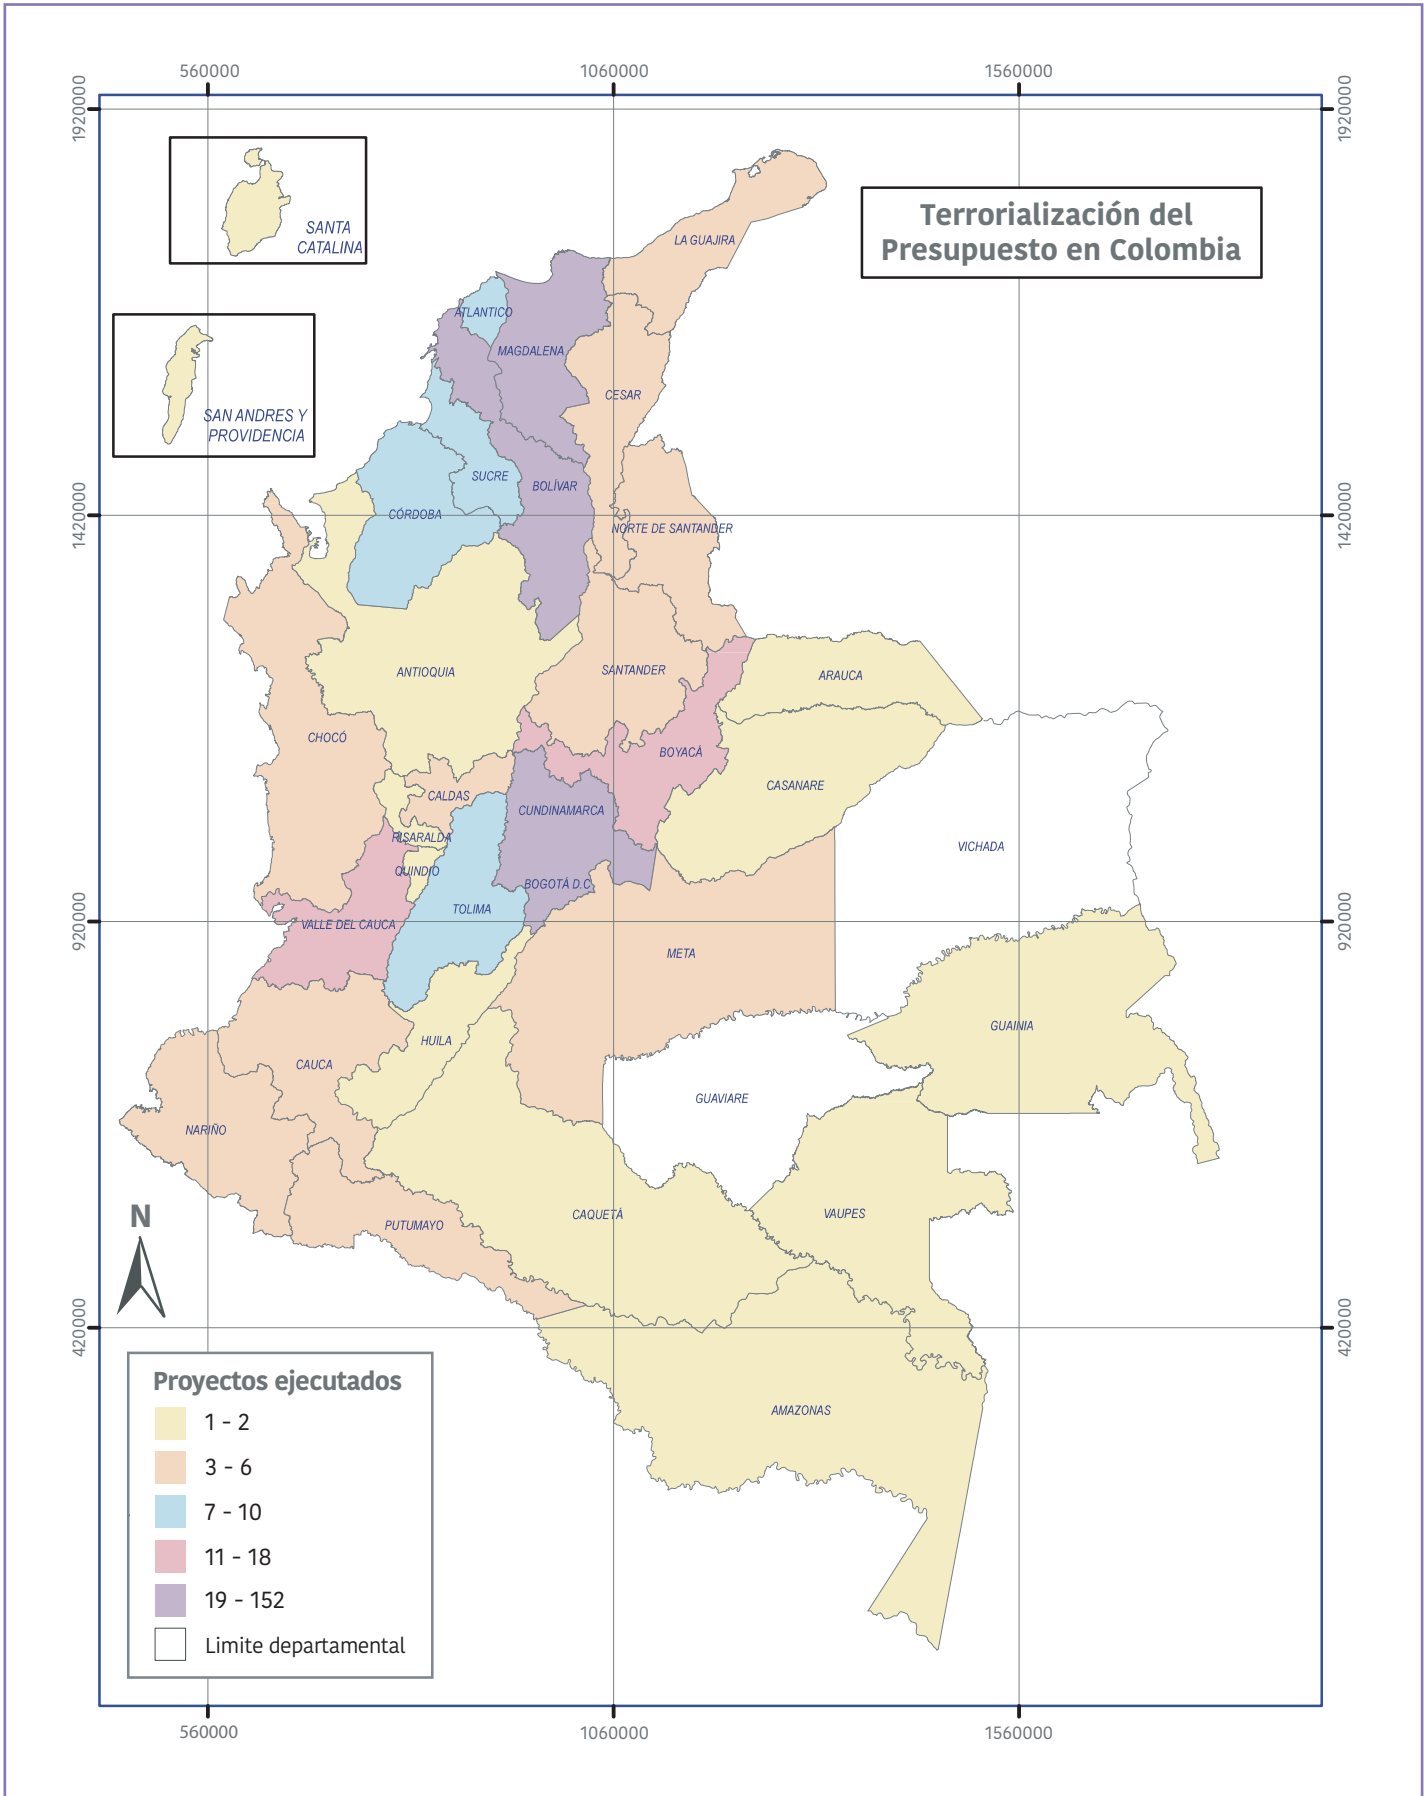 560000
1060000
1560000
1920000
1920000
SANTA
CATALINA
Terrorialización del
Presupuesto en Colombia
LA GUAJIRA
ATLANTICO
MAGDALENA
CESAR
SAN ANDRES Y
PROVIDENCIA
SUCRE
BOLÍVAR
CÓRDOBA
NORTE DE SANTANDER
1420000
1420000
ANTIOQUIA
SANTANDER
ARAUCA
CHOCÓ
BOYACÁ
CASANARE
CALDAS
CUNDINAMARCA
RISARALDA
VICHADA
QUINDIO
BOGOTÁ D.C
TOLIMA
VALLE DEL CAUCA
920000
920000
META
GUAINIA
HUILA
CAUCA
GUAVIARE
NARIÑO
CAQUETÁ
VAUPES
PUTUMAYO
N
420000
420000
AMAZONAS
Proyectos ejecutados
1 - 2
3 - 6
7 - 10
11 - 18
19 - 152
Limite departamental
560000
1060000
1560000